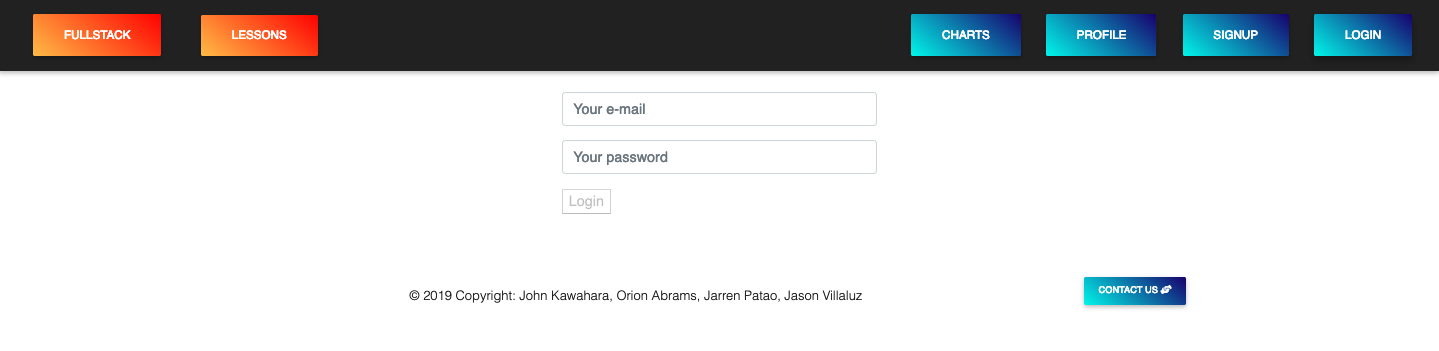 FULLSTACK LESSONS CHARTS PROFILE SIGNUP LOGIN
Your e-mail
Your password
Login
© 2019 Copyright: John Kawahara, Orion Abrams, Jarren Patao, Jason Villaluz
CONTACT US